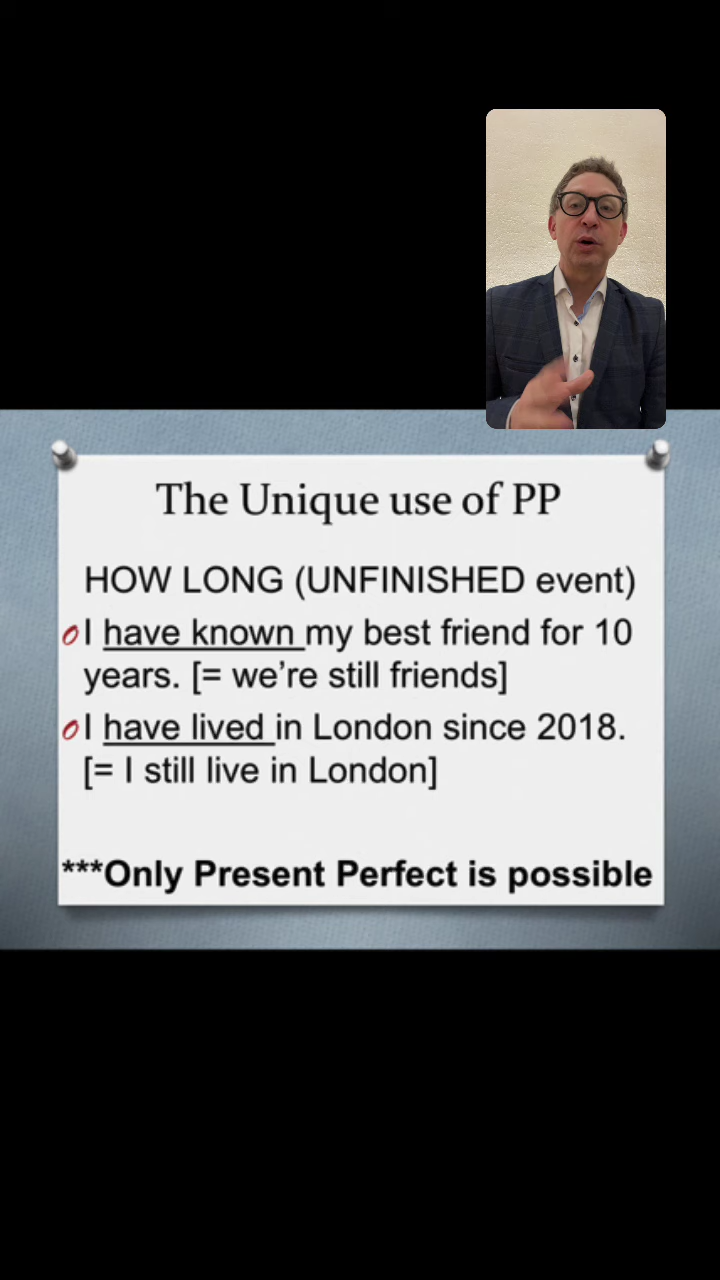 The Unique use of PP
HOW LONG (UNFINISHED event)
I have known my best friend for 10
years. [= we're still friends]
I have lived in London since 2018.
[= I still live in London]
***Only Present Perfect is possible